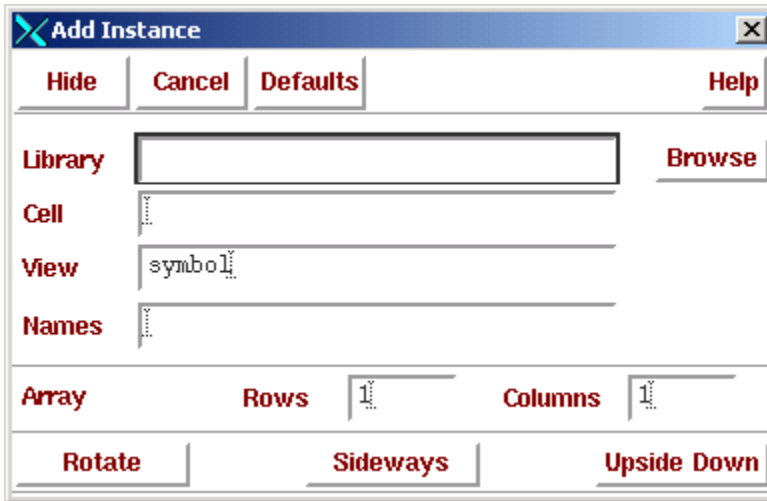 Add Instance
Hide Cancel Defaults Help
Library Browse
Cell
View symbol
Names
Array Rows 1 Columns 1
Rotate Sideways Upside Down